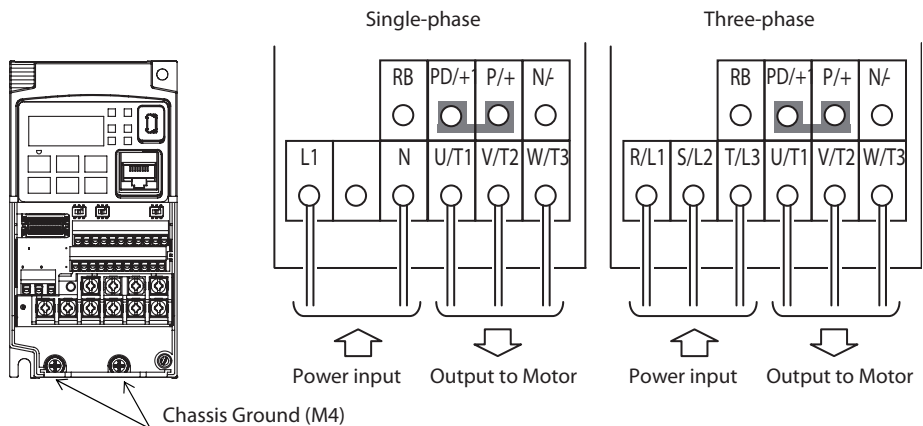 Single-phase
RB PD/+1 P/+ N/-
L1 N U/T1 V/T2 W/T3
Power input Output to Motor
Three-phase
RB PD/+1 P/+ N/-
R/L1 S/L2 T/L3 U/T1 V/T2 W/T3
Power input Output to Motor
Chassis Ground (M4)